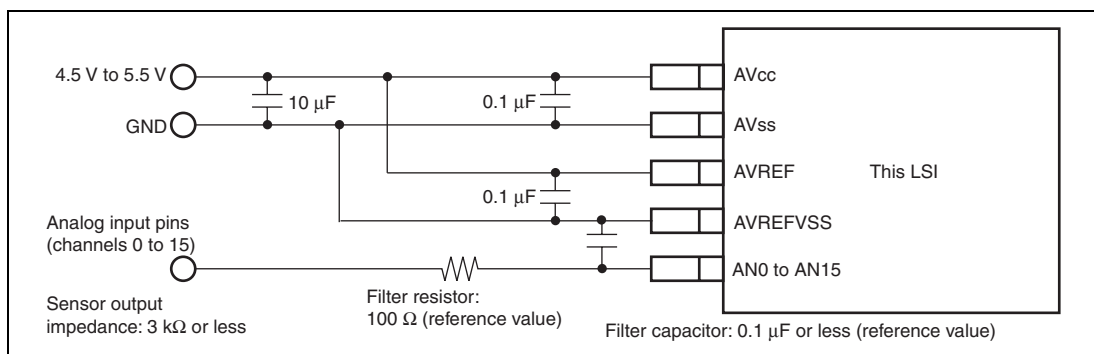 4.5 V to 5.5 V
10 μF
0.1 μF
AVcc
GND
AVss
AVREF
This LSI
0.1 μF
AVREFVSS
Analog input pins
(channels 0 to 15)
AN0 to AN15
Sensor output
impedance: 3 kΩ or less
Filter resistor:
100 Ω (reference value)
Filter capacitor: 0.1 μF or less (reference value)